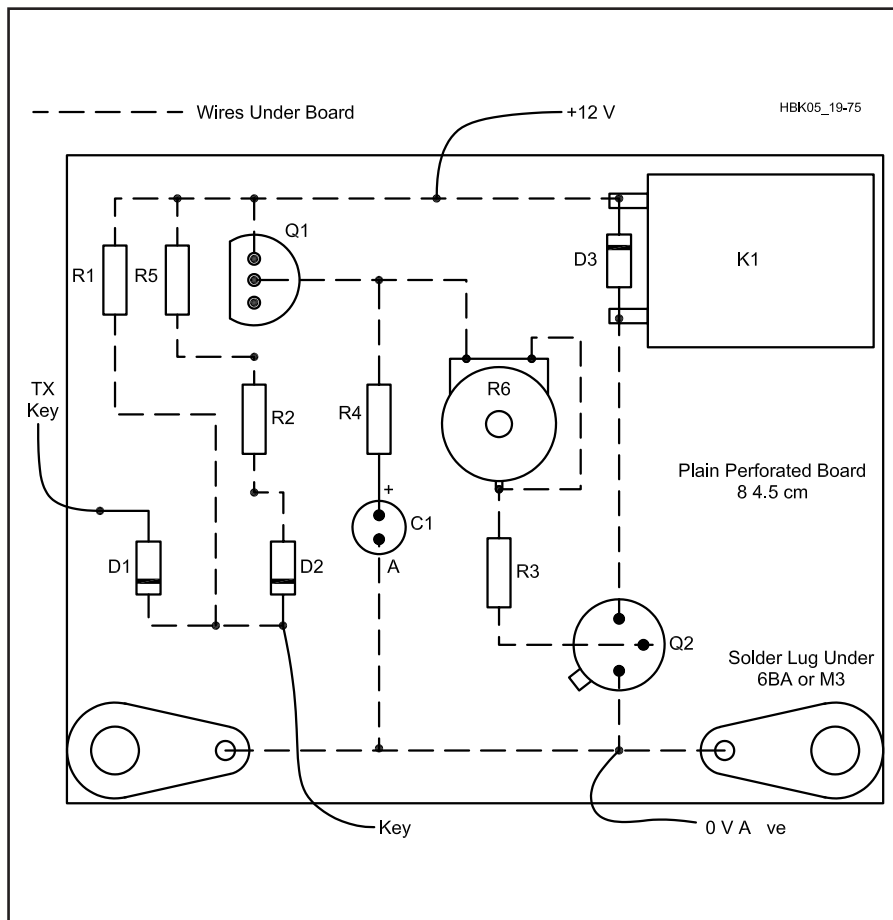 Wires Under Board
+12 V
HBK05_19-75
Q1
R1
R5
D3
K1
TX
Key
R2
R4
R6
Plain Perforated Board
8 4.5 cm
+
C1
D1
D2
A
R3
Q2
Solder Lug Under
6BA or M3
Key
0 V A ve